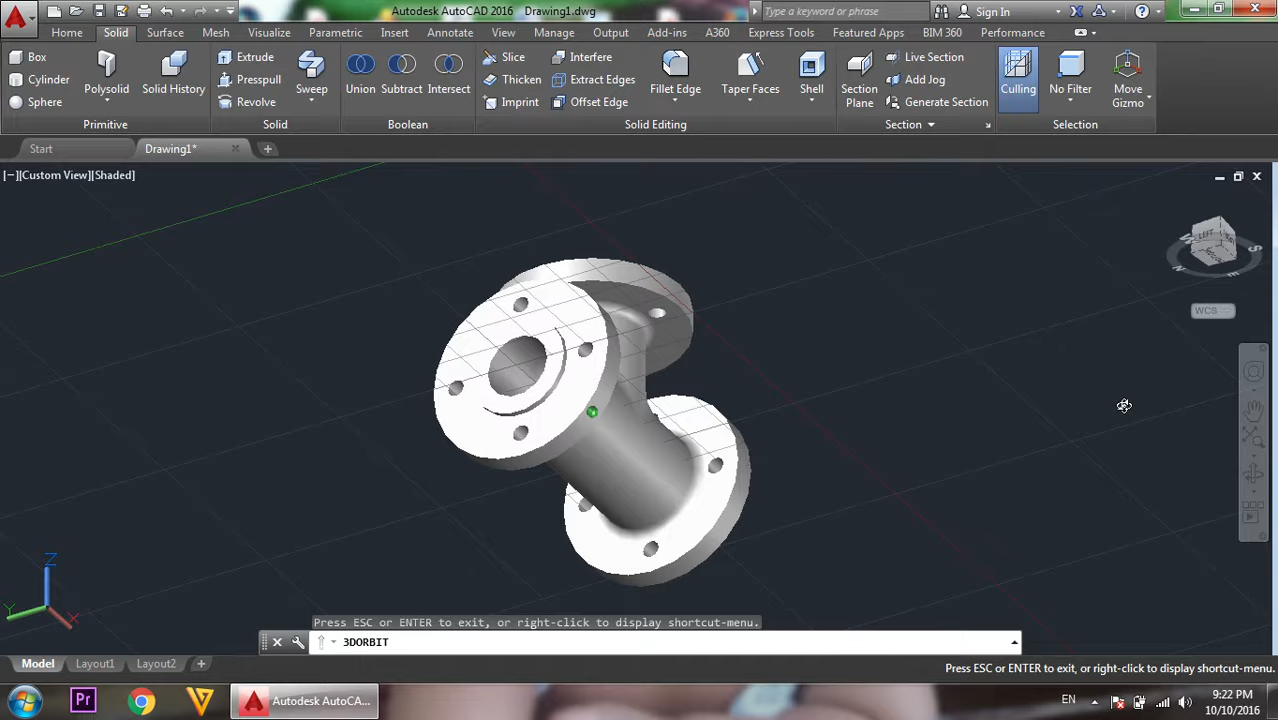 Autodesk AutoCAD 2016 Drawing1.dwg
Type a keyword or phrase
Sign In
Home Solid Surface Mesh Visualize Parametric Insert Annotate View Manage Output Add-ins A360 Express Tools Featured Apps BIM 360 Performance
Box
Cylinder
Sphere
Polysolid
Solid History
Primitive
Extrude
Presspull
Revolve
Sweep
Solid
Union
Subtract
Intersect
Boolean
Slice
Thicken
Imprint
Interfere
Extract Edges
Offset Edge
Fillet Edge
Taper Faces
Shell
Solid Editing
Section
Plane
Live Section
Add Jog
Generate Section
Section
Culling
No Filter
Move
Gizmo
Selection
Start
Drawing1*
[−][Custom View][Shaded]
LEFT
S
N
E
WCS
Z
Y
X
Press ESC or ENTER to exit, or right-click to display shortcut-menu.
3DORBIT
Model Layout1 Layout2
Press ESC or ENTER to exit, or right-click to display shortcut-menu.
Pr
Autodesk AutoCA...
EN
9:22 PM
10/10/2016